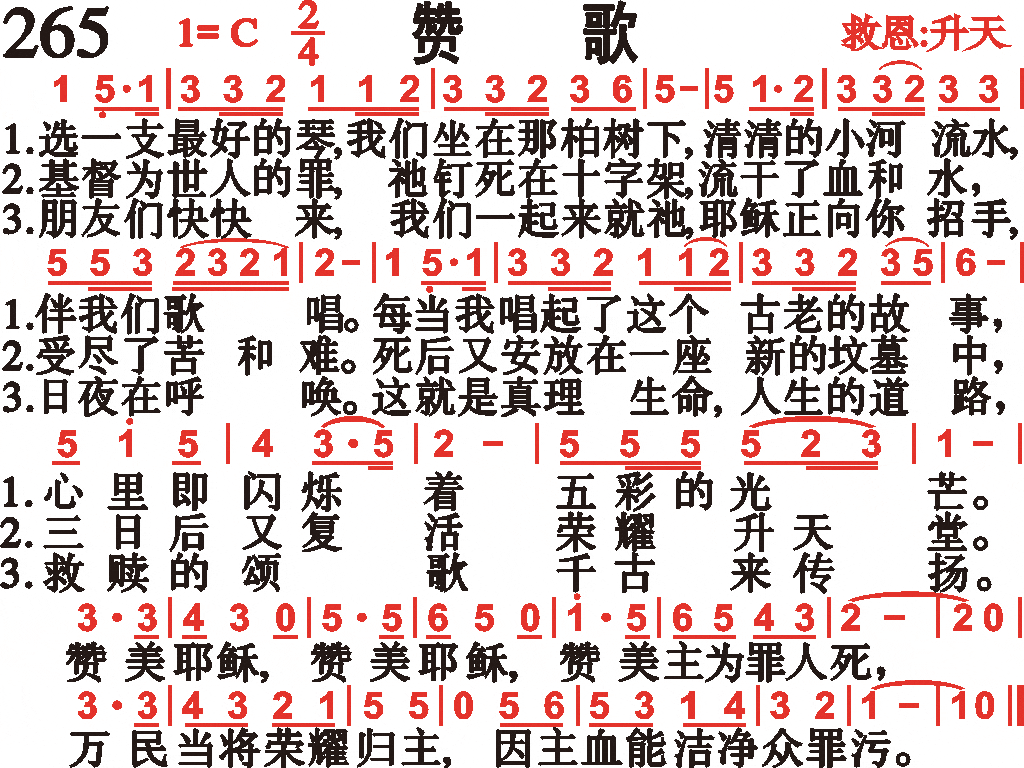 265 1= C 2/4 赞 歌 救恩:升天
1 5·1|3 3 2 1 1 2|3 3 2 3 6|5-|5 1·2|3 3 2 3 3|
1.选一支最好的琴,我们坐在那柏树下,清清的小河 流水,
2.基督为世人的罪, 祂钉死在十字架,流干了血和 水,
3.朋友们快快 来, 我们一起来就祂,耶稣正向你 招手,
5 5 3 2 3 2 1|2-|1 5·1|3 3 2 1 1 2|3 3 2 3 5|6-|
1.伴我们歌 唱。每当我唱起了这个 古老的故 事,
2.受尽了苦 和 难。死后又安放在一座 新的坟墓 中,
3.日夜在呼 唤。这就是真理 生命, 人生的道 路,
5 1 5|4 3·5|2 -|5 5 5 5 2 3|1 -|
1.心 里 即 闪 烁 着 五 彩 的 光 芒。
2.三 日 后 又 复 活 荣 耀 升 天 堂。
3.救 赎 的 颂 歌 千 古 来 传 扬。
3·3|4 3 0|5·5|6 5 0|1·5|6 5 4 3|2 -|2 0|
赞 美 耶稣, 赞 美 耶稣, 赞 美 主为罪人死,
3·3|4 3 2 1|5 5|0 5 6|5 3 1 4|3 2|1 -|1 0‖
万 民 当将荣耀归主, 因主血能洁净众罪污。